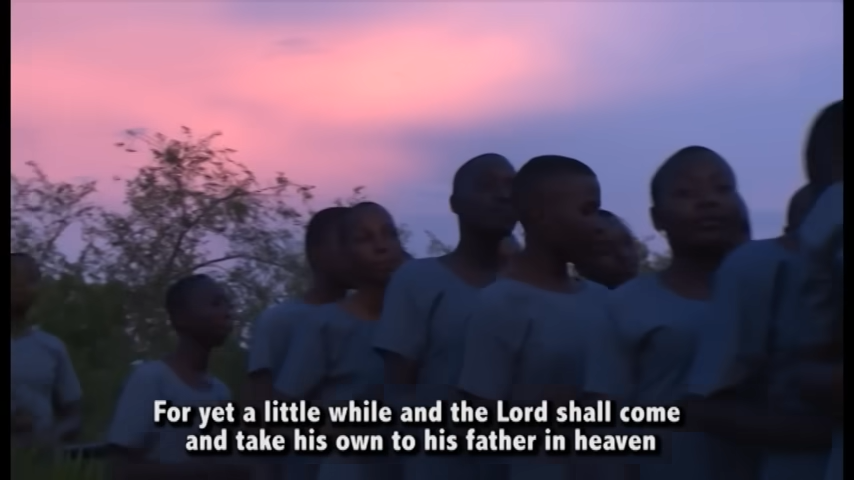 For yet a little while and the Lord shall come
and take his own to his father in heaven